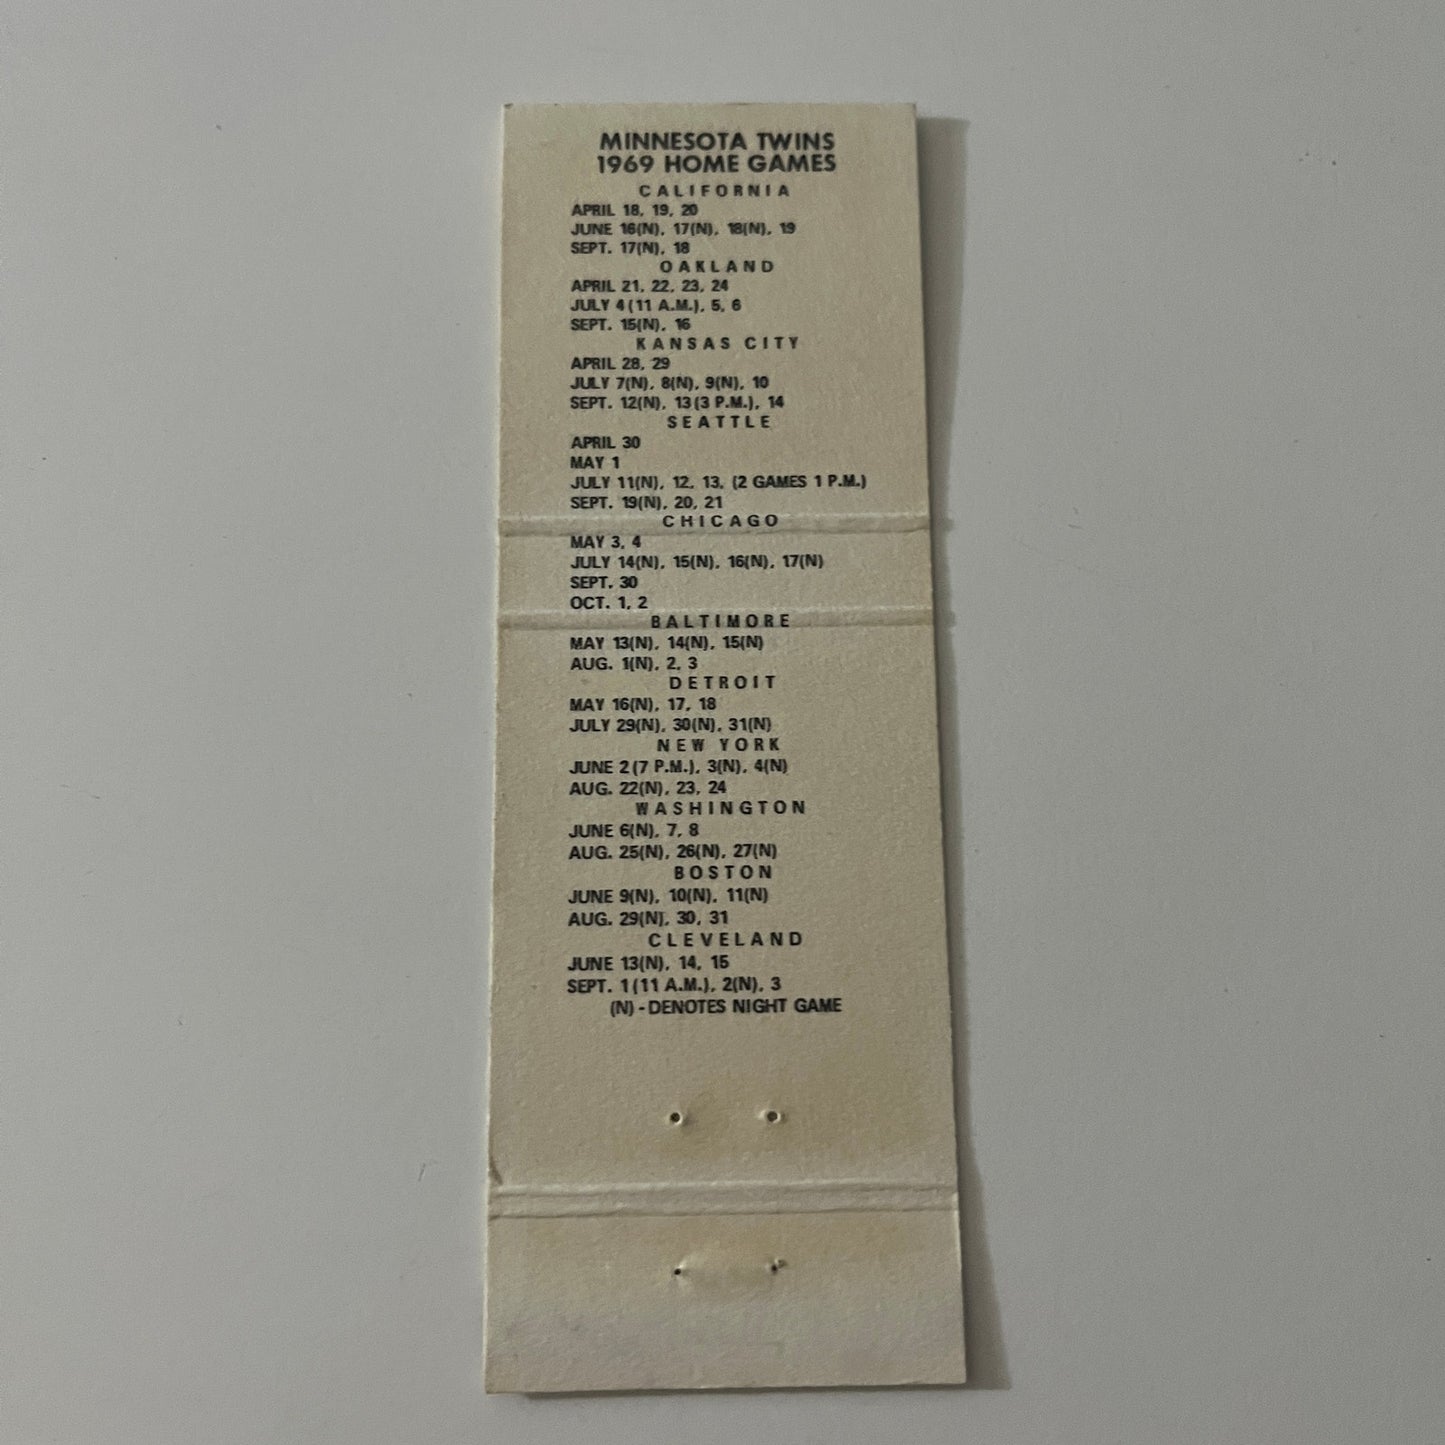 MINNESOTA TWINS
1969 HOME GAMES
CALIFORNIA
APRIL 18, 19, 20
JUNE 16(N), 17(N), 18(N), 19
SEPT. 17(N), 18
OAKLAND
APRIL 21, 22, 23, 24
JULY 4 (11 A.M.), 5, 6
SEPT. 15(N), 16
KANSAS CITY
APRIL 28, 29
JULY 7(N), 8(N), 9(N), 10
SEPT. 12(N), 13 (3 P.M.), 14
SEATTLE
APRIL 30
MAY 1
JULY 11(N), 12, 13, (2 GAMES 1 P.M.)
SEPT. 19(N), 20, 21
CHICAGO
MAY 3, 4
JULY 14(N), 15(N), 16(N), 17(N)
SEPT. 30
OCT. 1, 2
BALTIMORE
MAY 13(N), 14(N), 15(N)
AUG. 1(N), 2, 3
DETROIT
MAY 16(N), 17, 18
JULY 29(N), 30(N), 31(N)
NEW YORK
JUNE 2 (7 P.M.), 3(N), 4(N)
AUG. 22(N), 23, 24
WASHINGTON
JUNE 6(N), 7, 8
AUG. 25(N), 26(N), 27(N)
BOSTON
JUNE 9(N), 10(N), 11(N)
AUG. 29(N), 30, 31
CLEVELAND
JUNE 13(N), 14, 15
SEPT. 1 (11 A.M.), 2(N), 3
(N) - DENOTES NIGHT GAME